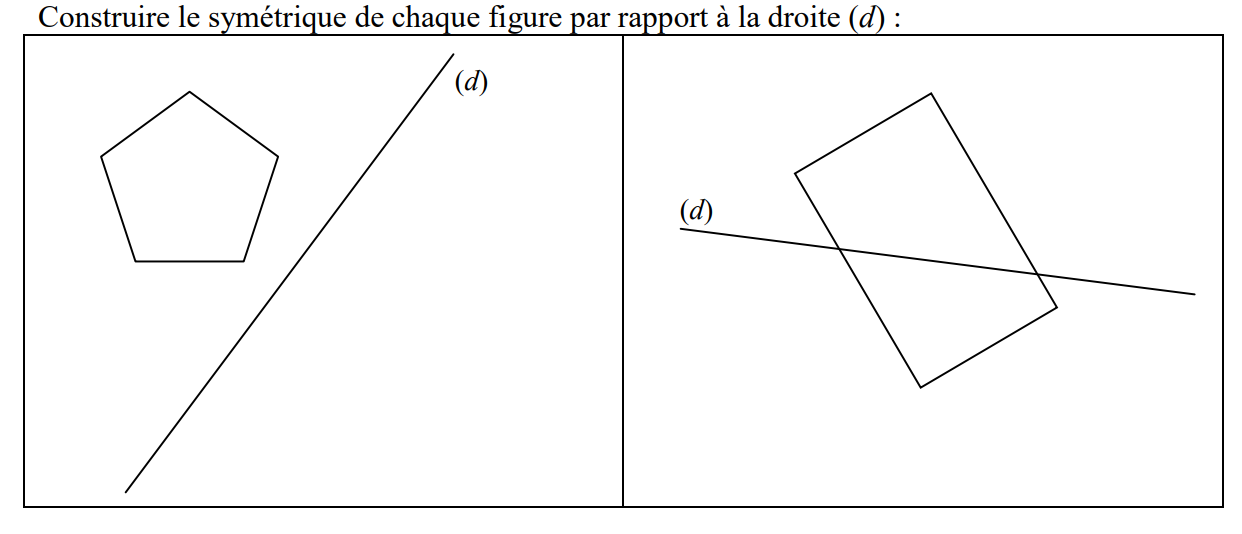 Construire le symétrique de chaque figure par rapport à la droite (d) :
(d)
(d)